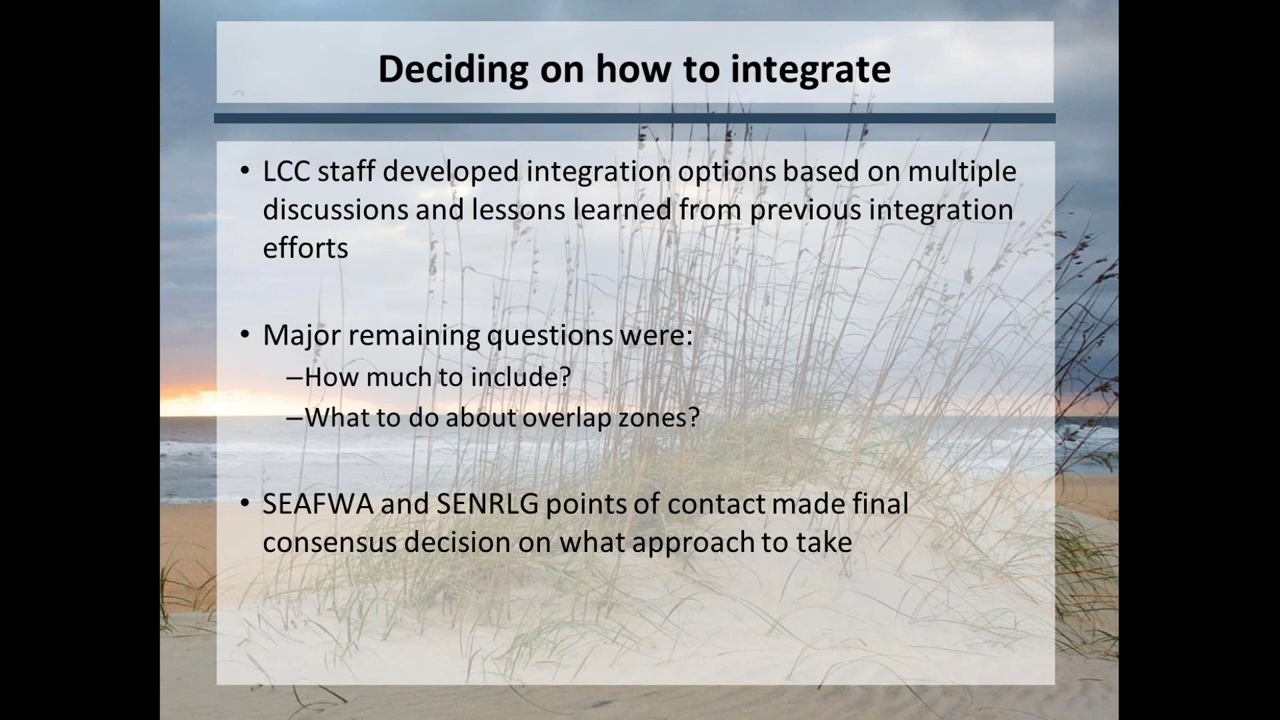 Deciding on how to integrate
• LCC staff developed integration options based on multiple
discussions and lessons learned from previous integration
efforts
• Major remaining questions were:
–How much to include?
–What to do about overlap zones?
• SEAFWA and SENRLG points of contact made final
consensus decision on what approach to take